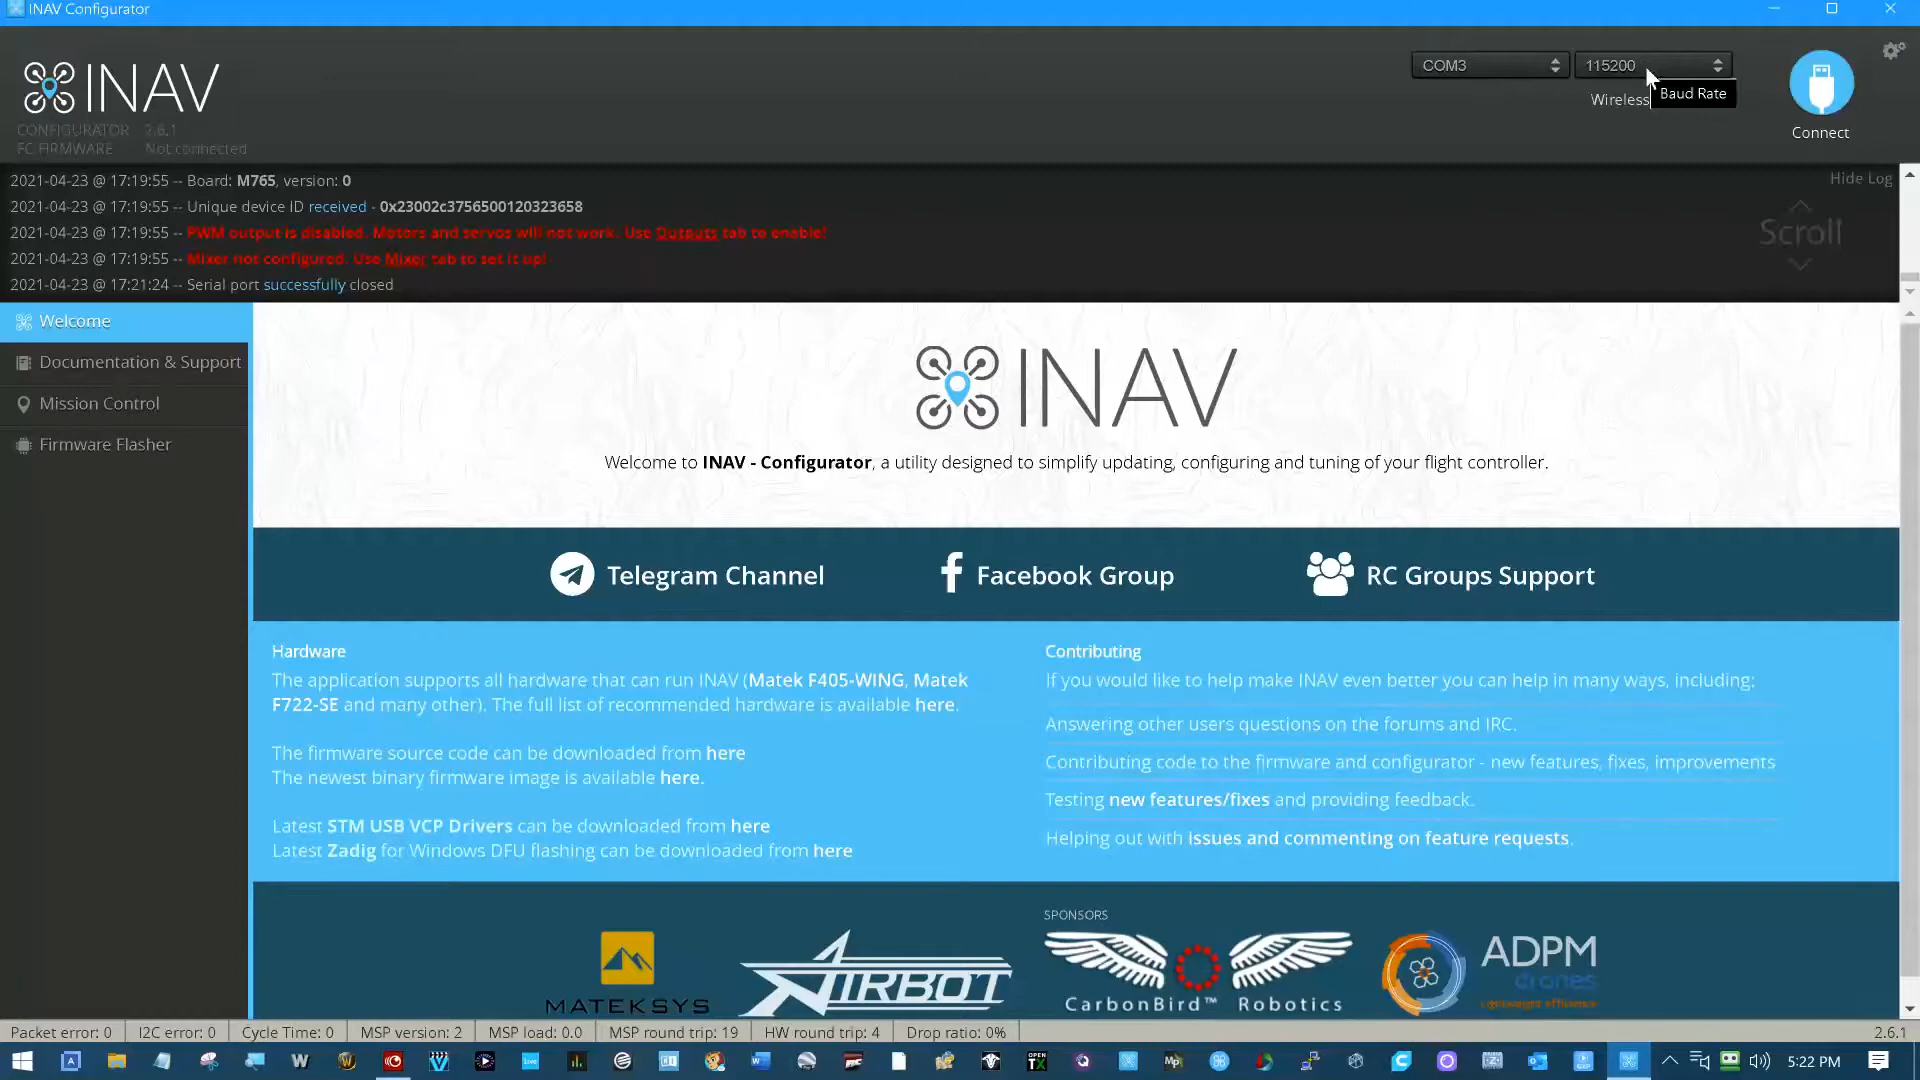 INAV Configurator
INAV
CONFIGURATOR 2.6.1
FC FIRMWARE Not connected
COM3
115200
Wireless
Baud Rate
Connect
2021-04-23 @ 17:19:55 -- Board: M765, version: 0
2021-04-23 @ 17:19:55 -- Unique device ID received - 0x23002c3756500120323658
2021-04-23 @ 17:19:55 -- PWM output is disabled. Motors and servos will not work. Use Outputs tab to enable!
2021-04-23 @ 17:19:55 -- Mixer not configured. Use Mixer tab to set it up!
2021-04-23 @ 17:21:24 -- Serial port successfully closed
Hide Log
Scroll
Welcome
Documentation & Support
Mission Control
Firmware Flasher
INAV
Welcome to INAV - Configurator, a utility designed to simplify updating, configuring and tuning of your flight controller.
Telegram Channel
Facebook Group
RC Groups Support
Hardware
The application supports all hardware that can run INAV (Matek F405-WING, Matek
F722-SE and many other). The full list of recommended hardware is available here.
The firmware source code can be downloaded from here
The newest binary firmware image is available here.
Latest STM USB VCP Drivers can be downloaded from here
Latest Zadig for Windows DFU flashing can be downloaded from here
Contributing
If you would like to help make INAV even better you can help in many ways, including:
Answering other users questions on the forums and IRC.
Contributing code to the firmware and configurator - new features, fixes, improvements
Testing new features/fixes and providing feedback.
Helping out with issues and commenting on feature requests.
SPONSORS
MATEKSYS
AIRBOT
CarbonBird™ Robotics
ADPM
drones
Lightweight efficiency
Packet error: 0
I2C error: 0
Cycle Time: 0
MSP version: 2
MSP load: 0.0
MSP round trip: 19
HW round trip: 4
Drop ratio: 0%
2.6.1
5:22 PM